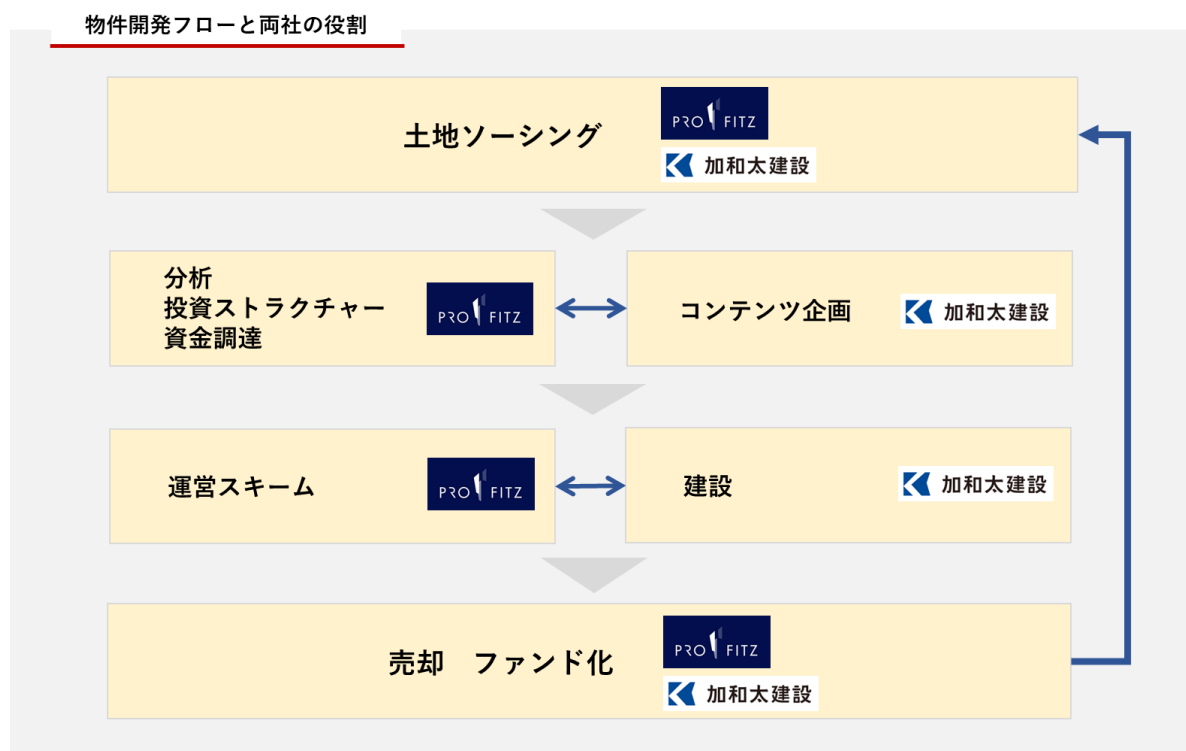 物件開発フローと両社の役割
土地ソーシング
PRO FITZ
加和太建設
分析
投資ストラクチャー
資金調達
PRO FITZ
コンテンツ企画
加和太建設
運営スキーム
PRO FITZ
建設
加和太建設
売却　ファンド化
PRO FITZ
加和太建設